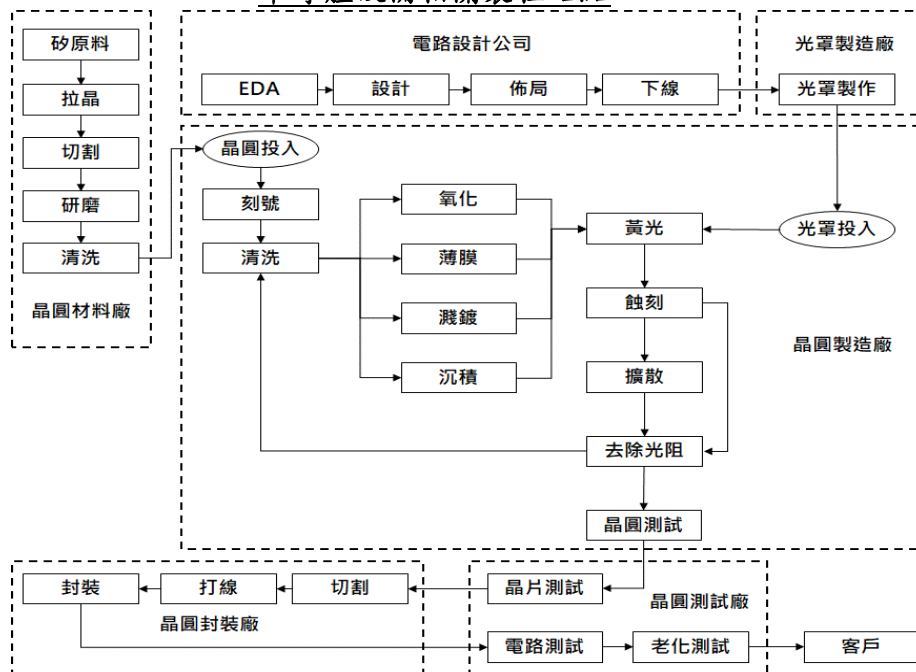 矽原料
拉晶
切割
研磨
清洗
晶圓材料廠
電路設計公司
EDA
設計
佈局
下線
光罩製造廠
光罩製作
晶圓投入
刻號
清洗
氧化
薄膜
濺鍍
沉積
黃光
光罩投入
蝕刻
擴散
去除光阻
晶圓測試
晶圓製造廠
封裝
打線
切割
晶圓封裝廠
晶片測試
晶圓測試廠
電路測試
老化測試
客戶